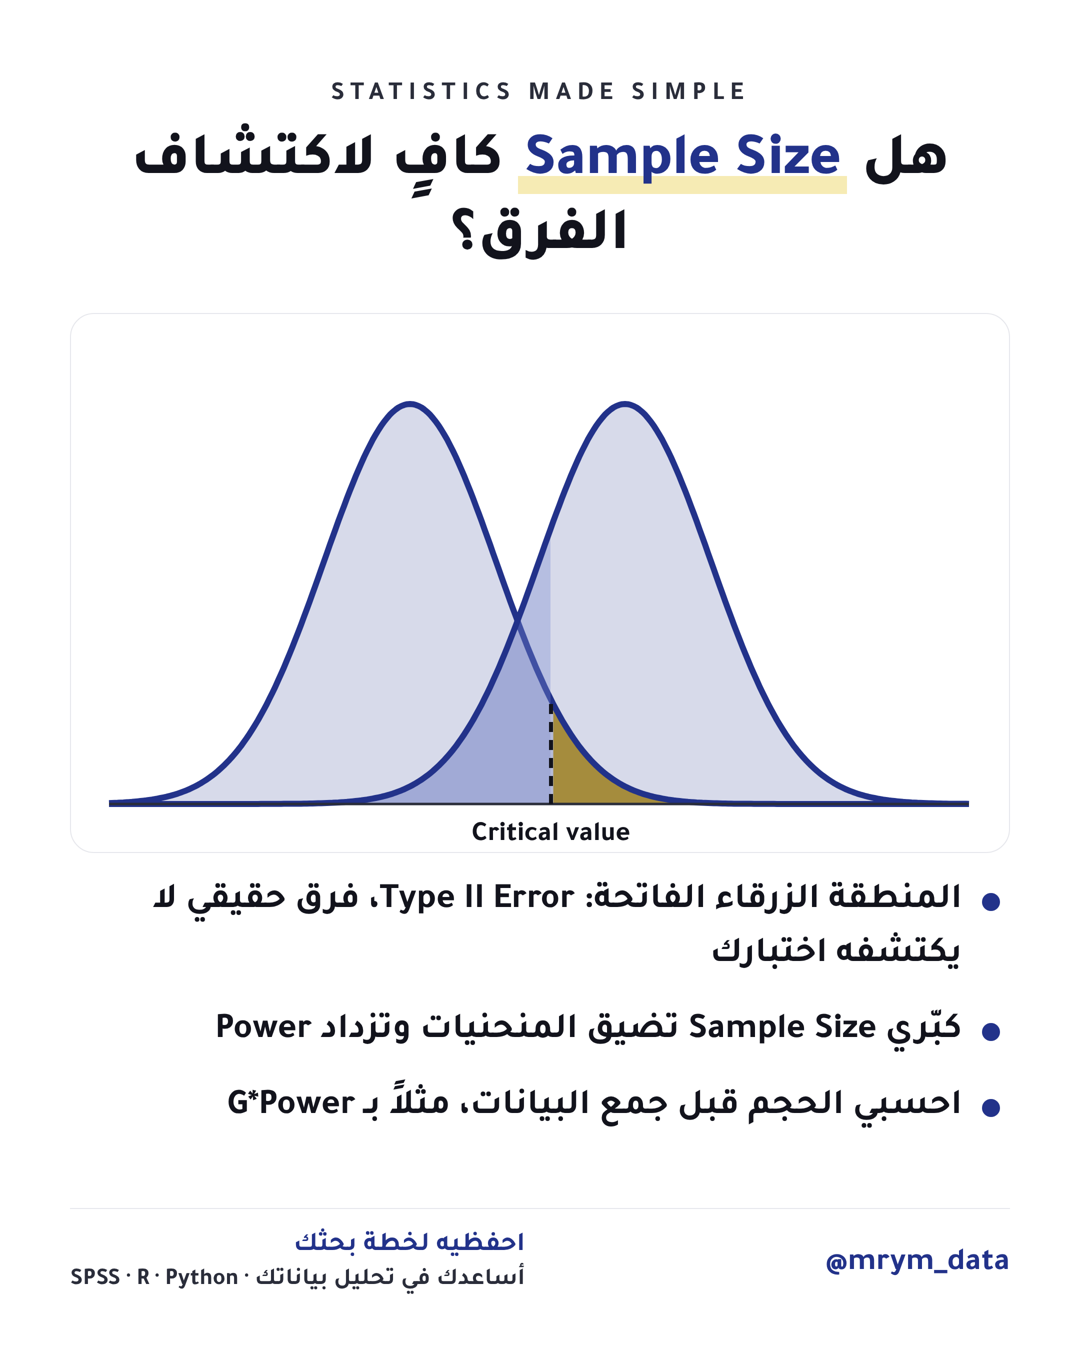 STATISTICS MADE SIMPLE
هل Sample Size كافٍ لاكتشاف
الفرق؟
Critical value
المنطقة الزرقاء الفاتحة: Type II Error، فرق حقيقي لا
يكتشفه اختبارك
كبّري Sample Size تضيق المنحنيات وتزداد Power
احسبي الحجم قبل جمع البيانات، مثلاً بـ G*Power
@mrym_data
احفظيه لخطة بحثك
أساعدك في تحليل بياناتك · SPSS · R · Python